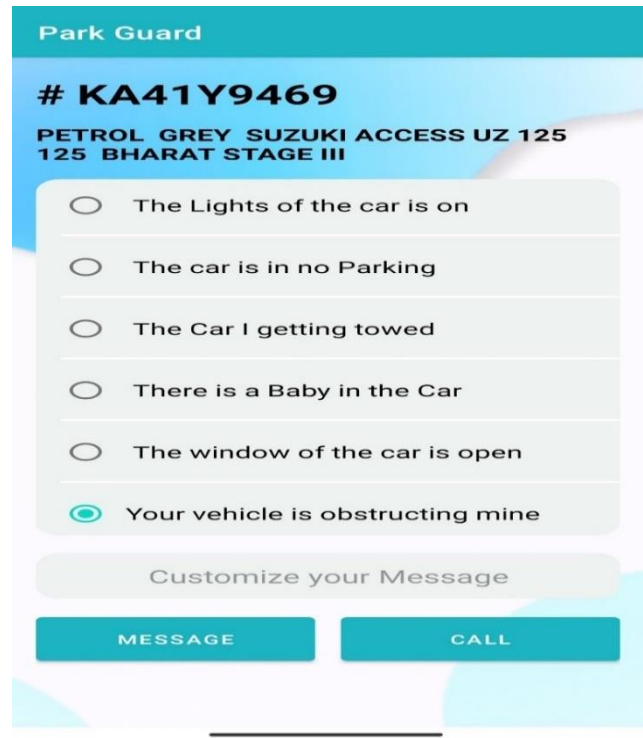 Park Guard
# KA41Y9469
PETROL GREY SUZUKI ACCESS UZ 125
125 BHARAT STAGE III
The Lights of the car is on
The car is in no Parking
The Car I getting towed
There is a Baby in the Car
The window of the car is open
Your vehicle is obstructing mine
Customize your Message
MESSAGE
CALL